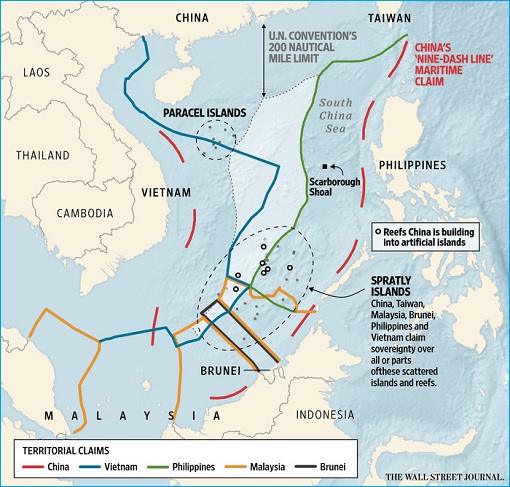 CHINA
TAIWAN
U.N. CONVENTION'S
200 NAUTICAL
MILE LIMIT
CHINA'S
'NINE-DASH LINE'
MARITIME
CLAIM
LAOS
PARACEL ISLANDS
South
China
Sea
THAILAND
PHILIPPINES
VIETNAM
Scarborough
Shoal
CAMBODIA
Reefs China is building
into artificial islands
SPRATLY
ISLANDS
China, Taiwan,
Malaysia, Brunei,
Philippines and
Vietnam claim
sovereignty over
all or parts
ofthese scattered
islands and reefs.
BRUNEI
MALAYSIA
INDONESIA
TERRITORIAL CLAIMS
China
Vietnam
Philippines
Malaysia
Brunei
THE WALL STREET JOURNAL.